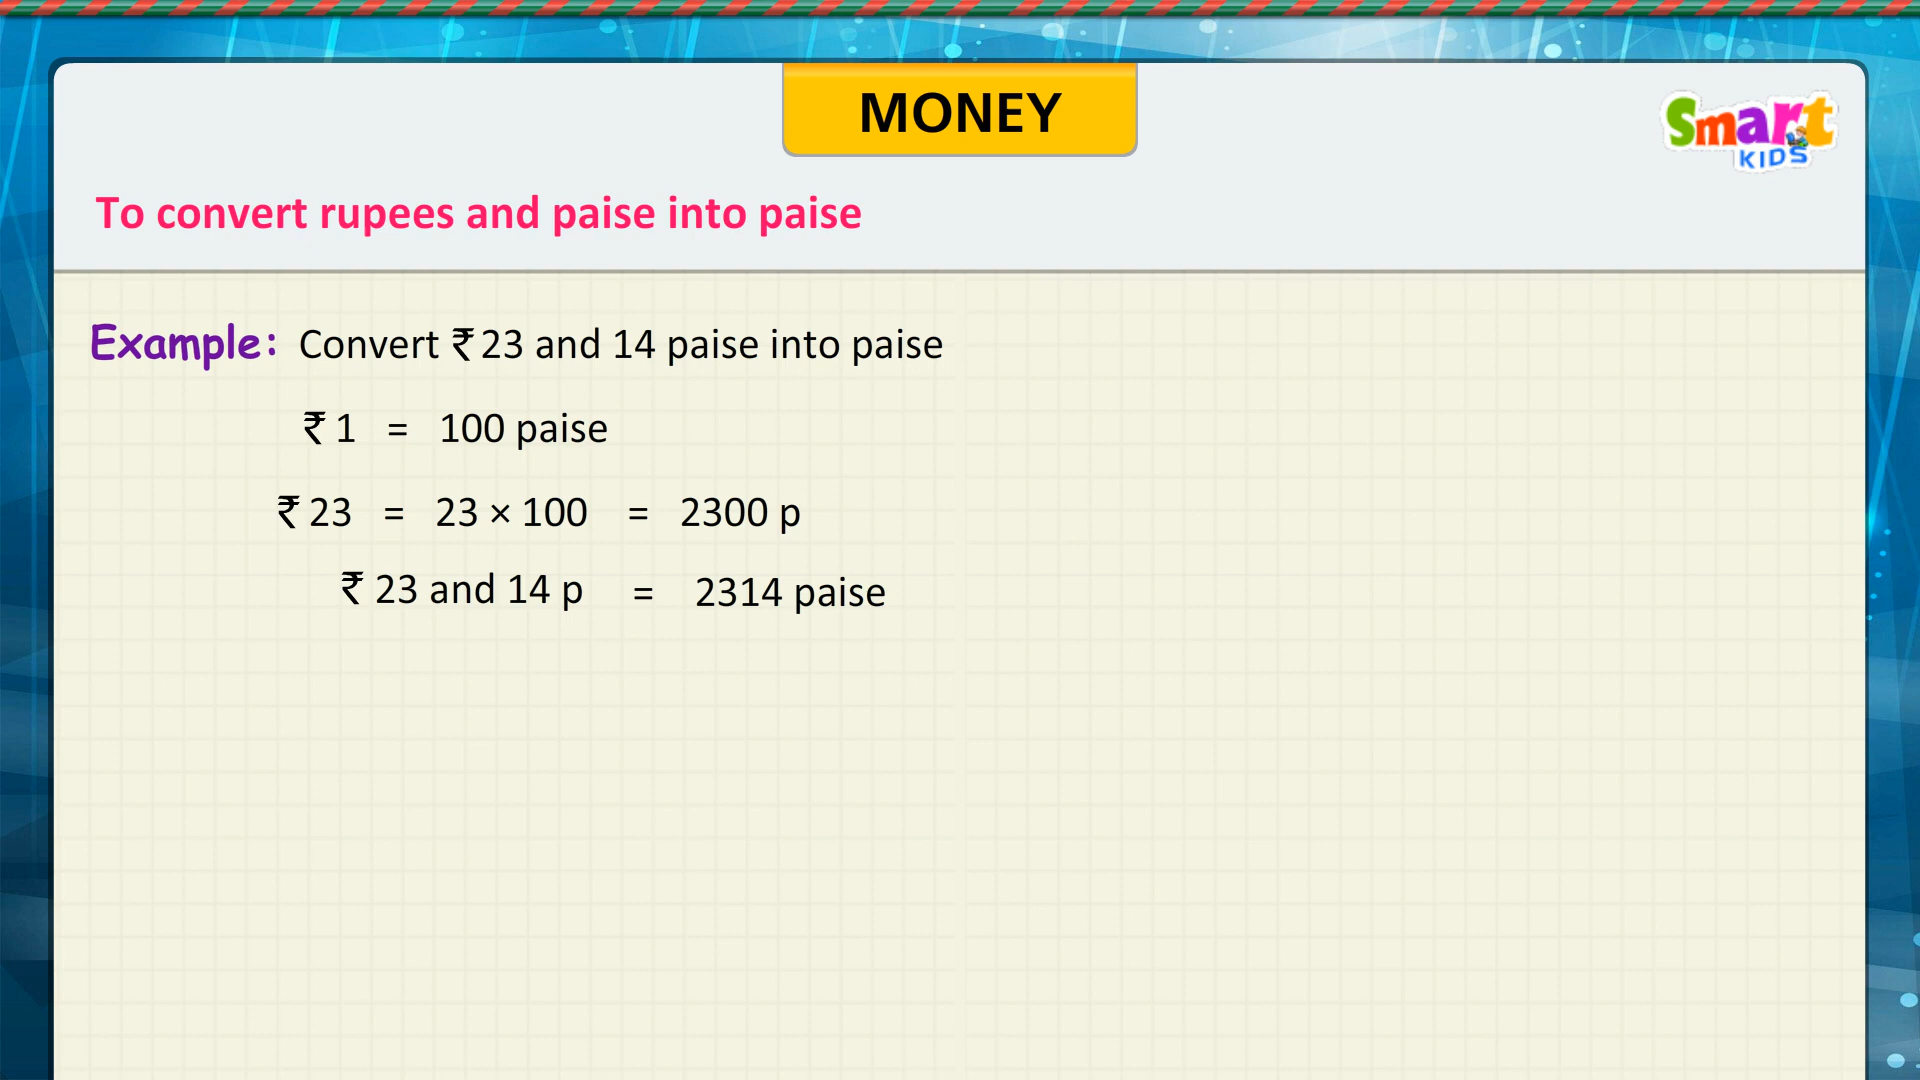 MONEY
Smart
KIDS
To convert rupees and paise into paise
Example: Convert ₹ 23 and 14 paise into paise
₹ 1 = 100 paise
₹ 23 = 23 × 100 = 2300 p
₹ 23 and 14 p = 2314 paise